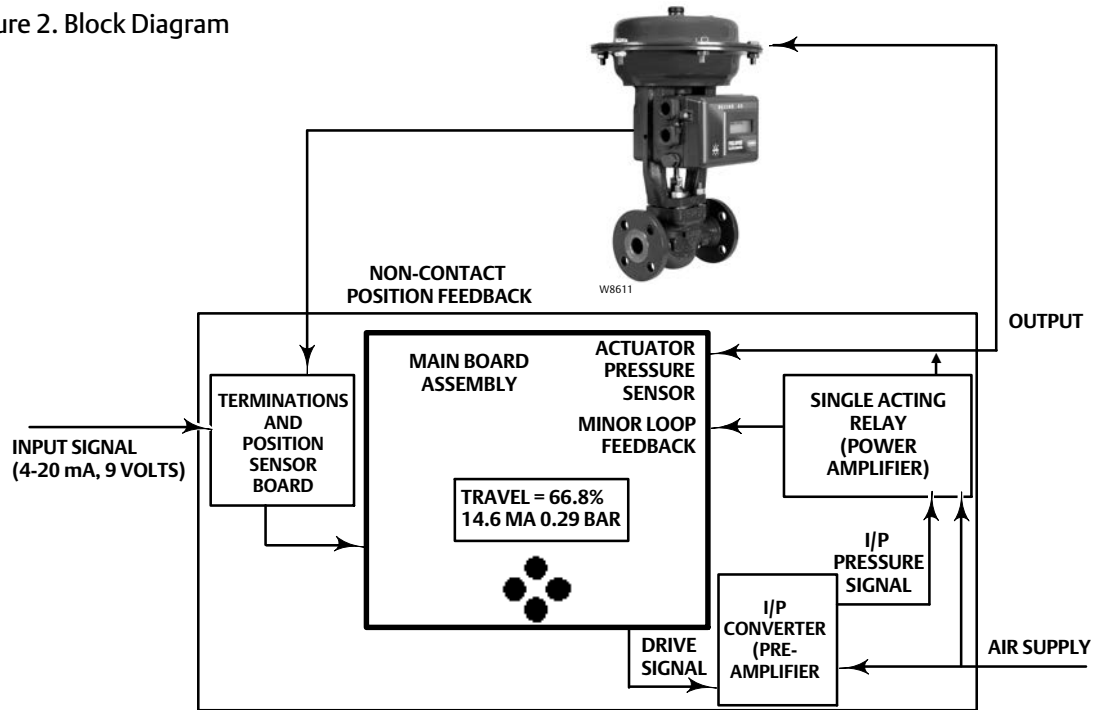 ure 2. Block Diagram
W8611
NON-CONTACT
POSITION FEEDBACK
OUTPUT
MAIN BOARD
ASSEMBLY
ACTUATOR
PRESSURE
SENSOR
MINOR LOOP
FEEDBACK
TERMINATIONS
AND
POSITION
SENSOR
BOARD
SINGLE ACTING
RELAY
(POWER
AMPLIFIER)
INPUT SIGNAL
(4-20 mA, 9 VOLTS)
TRAVEL = 66.8%
14.6 MA 0.29 BAR
I/P
PRESSURE
SIGNAL
I/P
CONVERTER
(PRE-
AMPLIFIER
DRIVE
SIGNAL
AIR SUPPLY